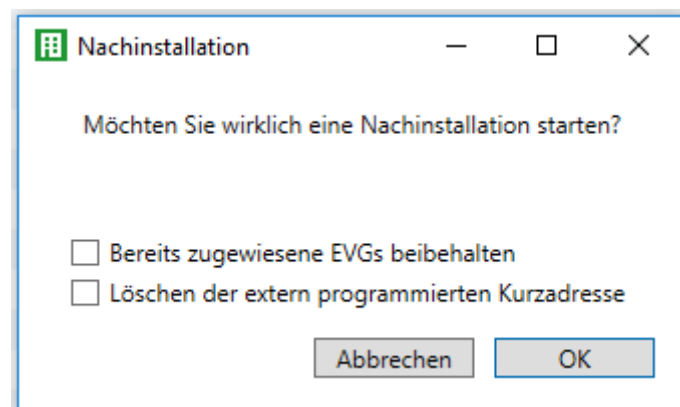 Nachinstallation
Möchten Sie wirklich eine Nachinstallation starten?
Bereits zugewiesene EVGs beibehalten
Löschen der extern programmierten Kurzadresse
Abbrechen OK